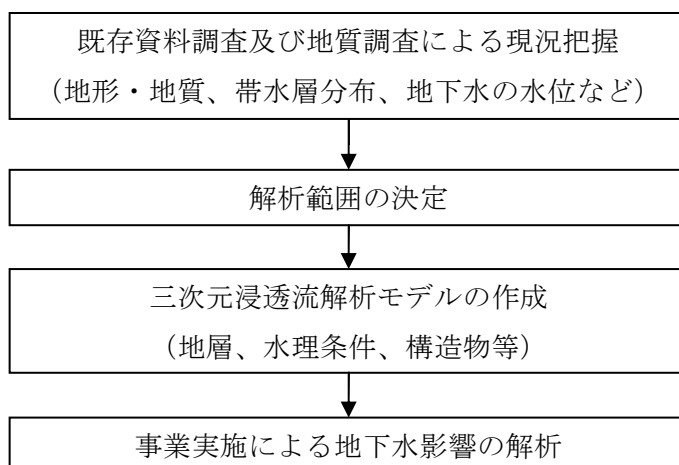 既存資料調査及び地質調査による現況把握
（地形・地質、帯水層分布、地下水の水位など）
解析範囲の決定
三次元浸透流解析モデルの作成
（地層、水理条件、構造物等）
事業実施による地下水影響の解析